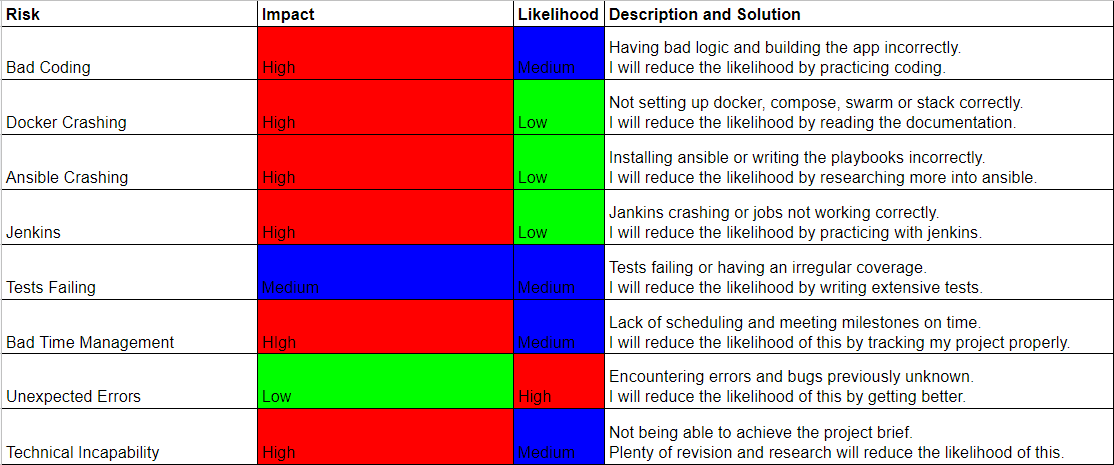 Risk Impact Likelihood Description and Solution
Having bad logic and building the app incorrectly.
Bad Coding High Medium I will reduce the likelihood by practicing coding.
Not setting up docker, compose, swarm or stack correctly.
Docker Crashing High Low I will reduce the likelihood by reading the documentation.
Installing ansible or writing the playbooks incorrectly.
Ansible Crashing High Low I will reduce the likelihood by researching more into ansible.
Jankins crashing or jobs not working correctly.
Jenkins High Low I will reduce the likelihood by practicing with jenkins.
Tests failing or having an irregular coverage.
Tests Failing Medium Medium I will reduce the likelihood by writing extensive tests.
Lack of scheduling and meeting milestones on time.
Bad Time Management HIgh Medium I will reduce the likelihood of this by tracking my project properly.
Encountering errors and bugs previously unknown.
Unexpected Errors Low High I will reduce the likelihood of this by getting better.
Not being able to achieve the project brief.
Technical Incapability High Medium Plenty of revision and research will reduce the likelihood of this.